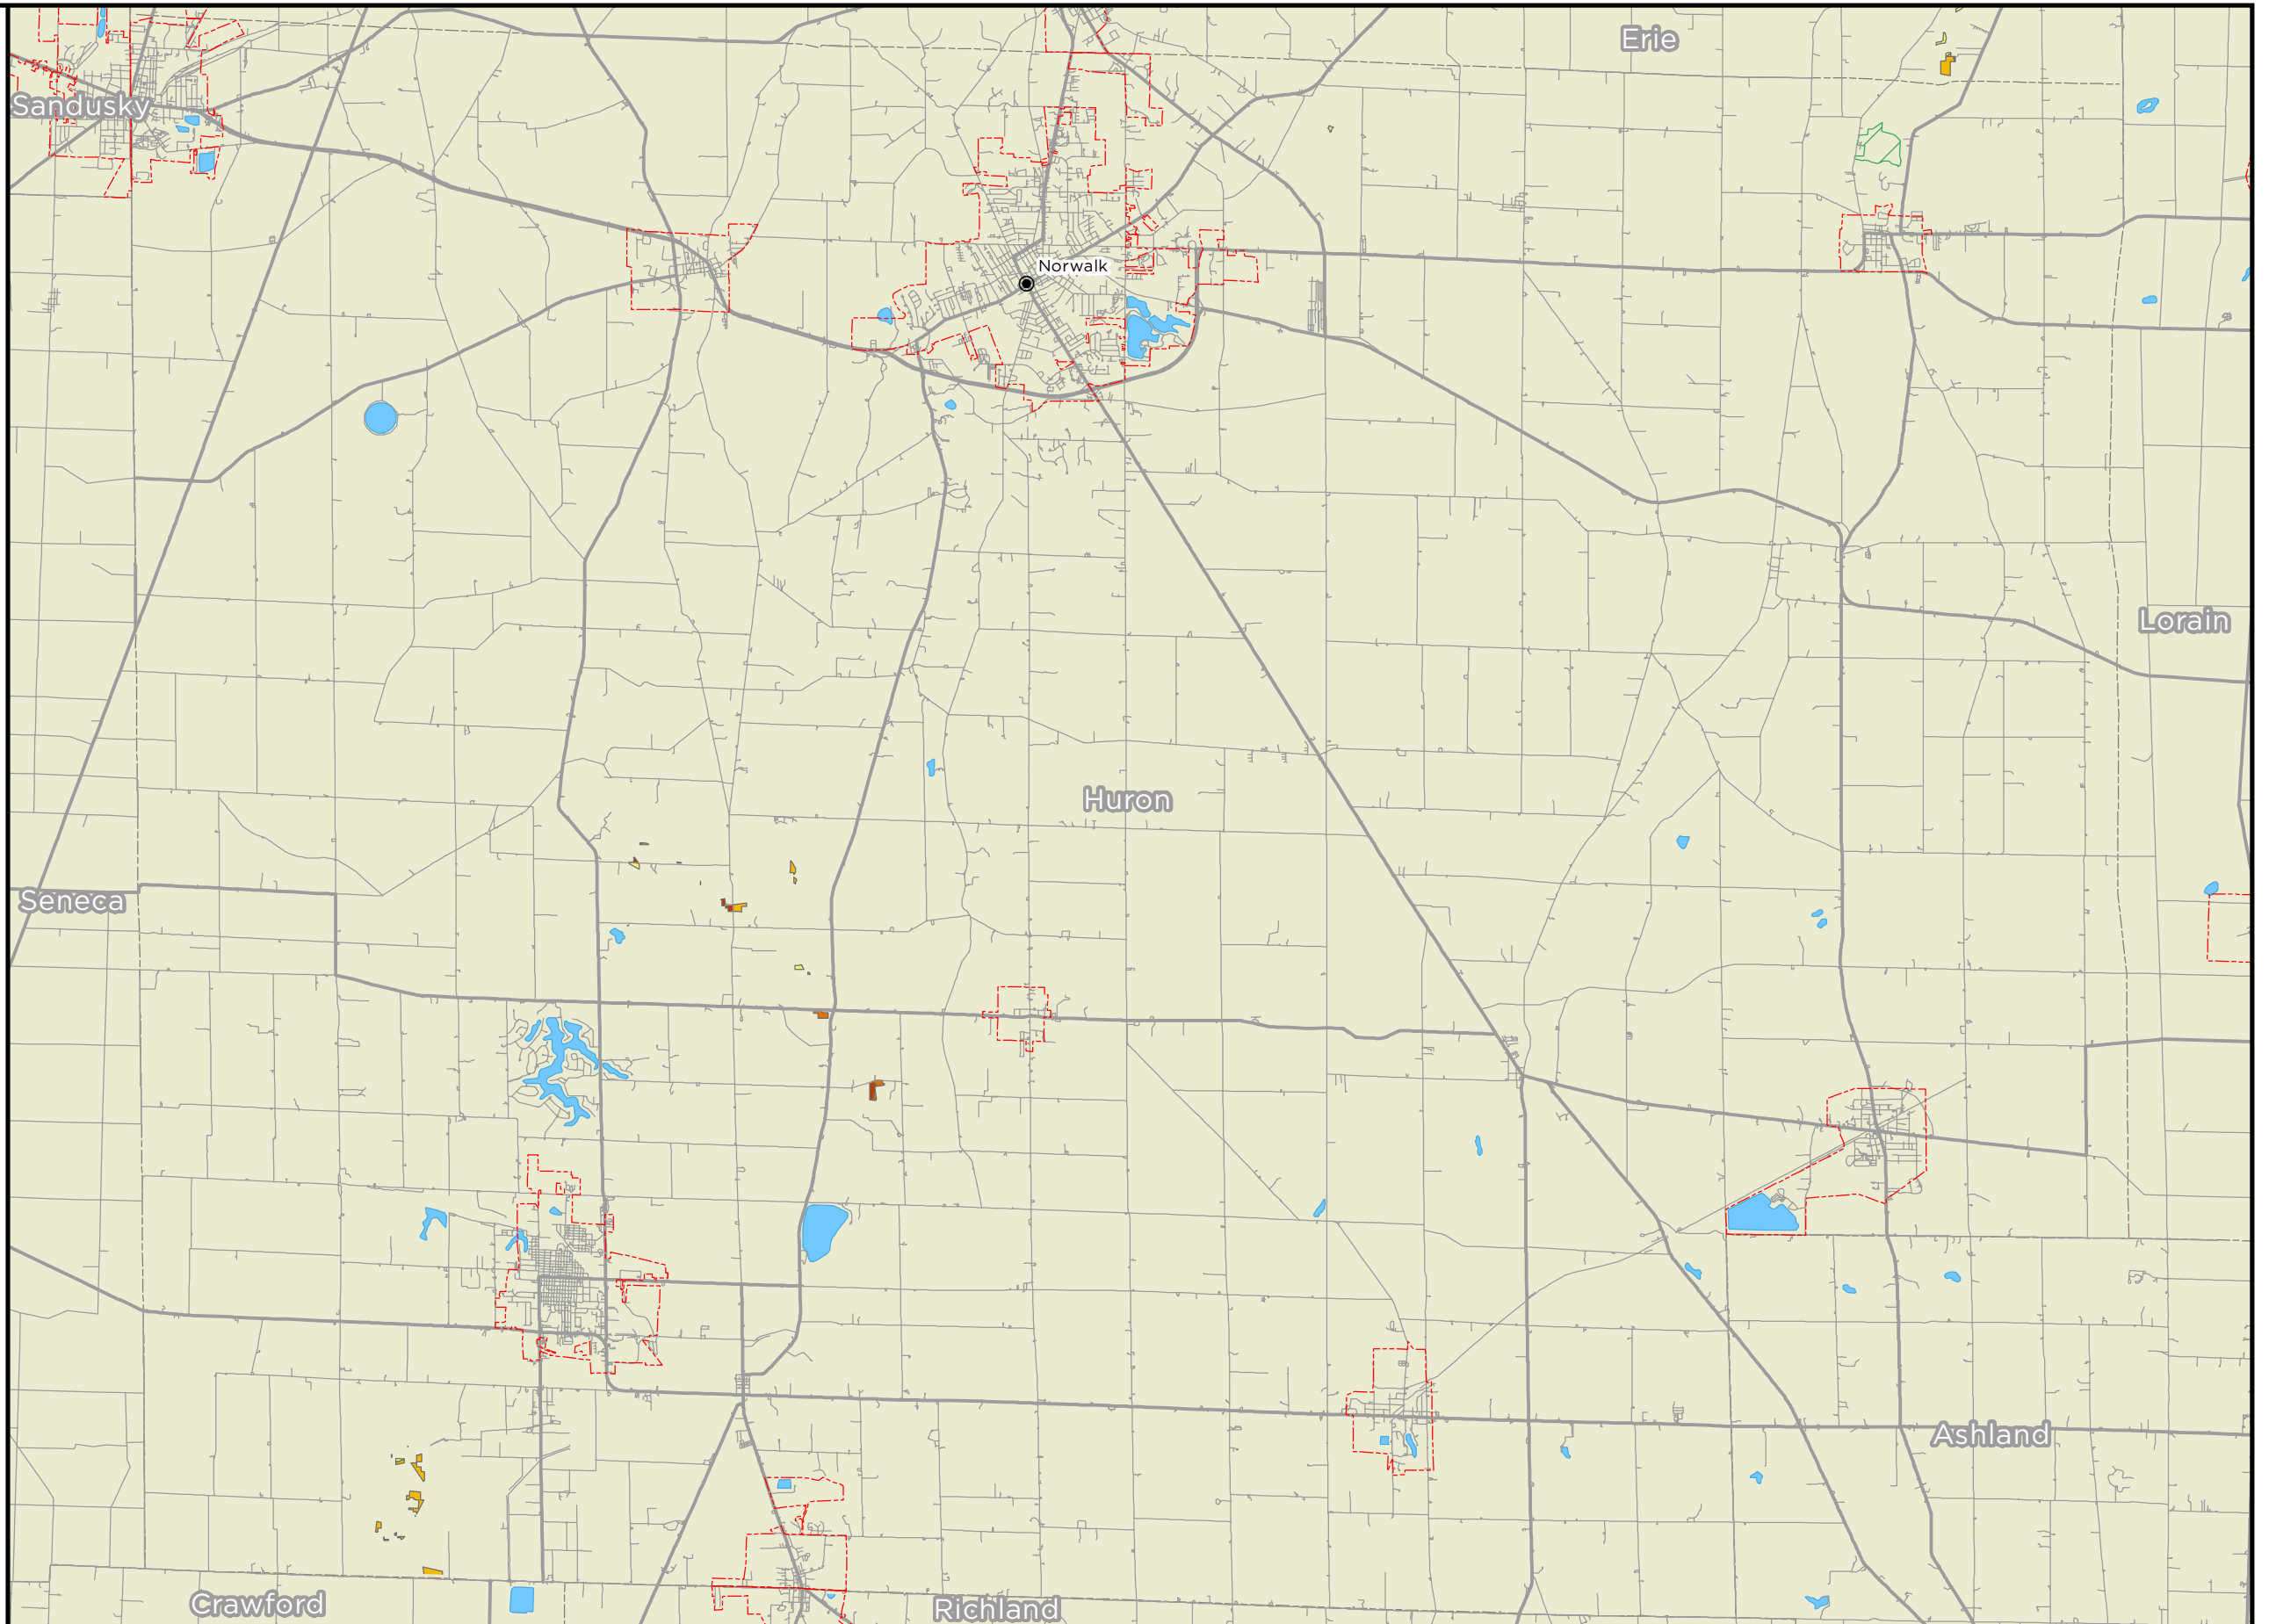 Erie
Sandusky
Norwalk
Lorain
Huron
Seneca
Ashland
Crawford
Richland